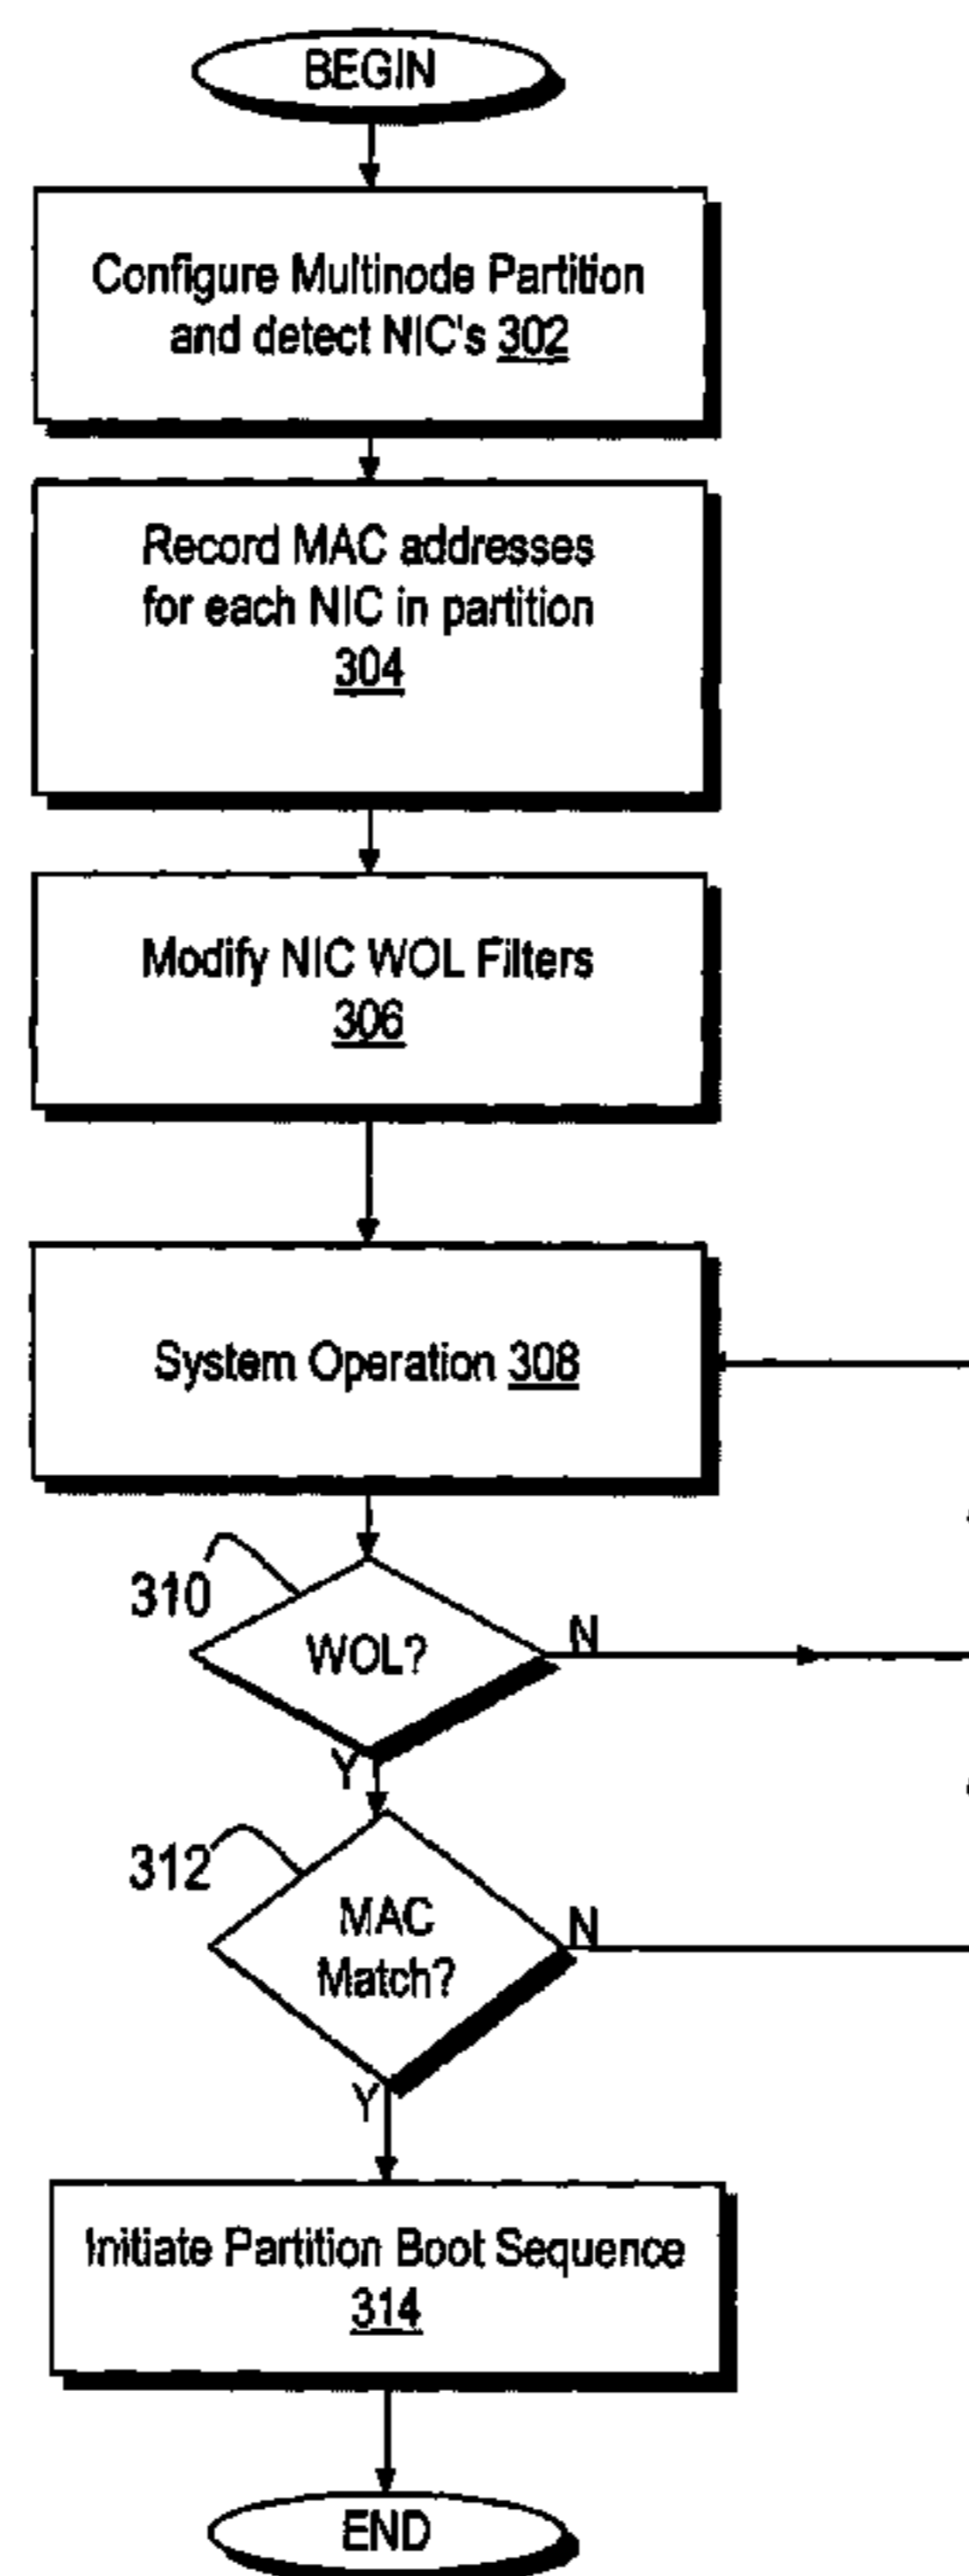 BEGIN
Configure Multinode Partition
and detect NIC's 302
Record MAC addresses
for each NIC in partition
304
Modify NIC WOL Filters
306
System Operation 308
310
WOL?
N
Y
312
MAC
Match?
N
Y
Initiate Partition Boot Sequence
314
END